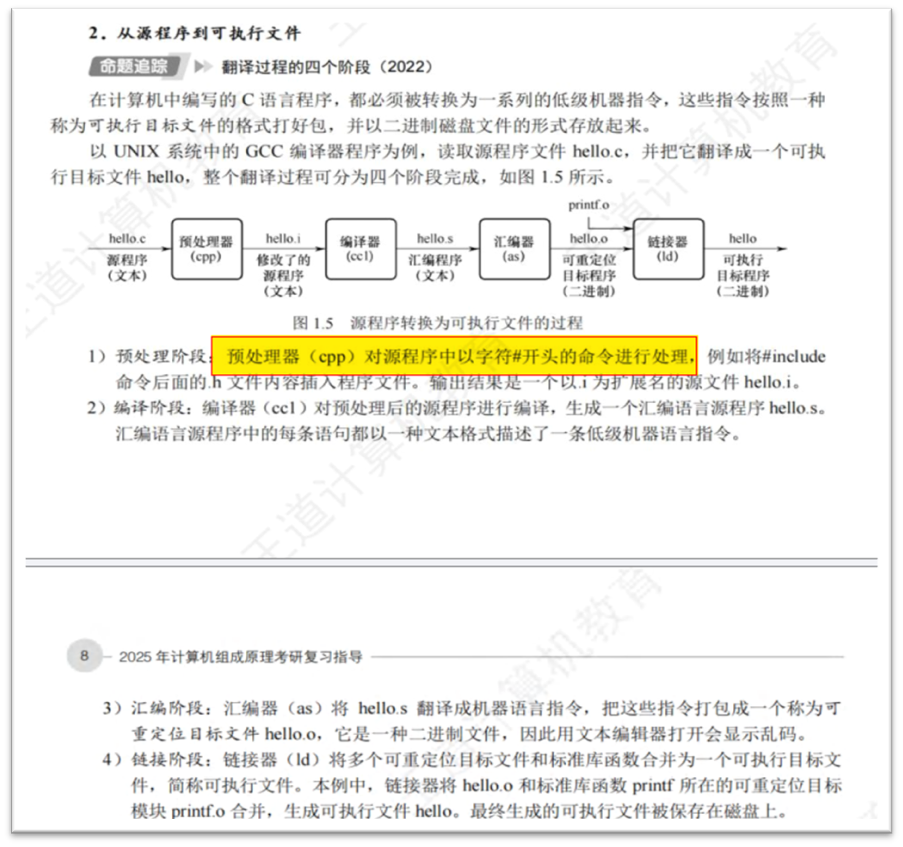 2．从源程序到可执行文件
命题追踪 翻译过程的四个阶段（2022）
在计算机中编写的 C 语言程序，都必须被转换为一系列的低级机器指令，这些指令按照一种
称为可执行目标文件的格式打好包，并以二进制磁盘文件的形式存放起来。
以 UNIX 系统中的 GCC 编译器程序为例，读取源程序文件 hello.c，并把它翻译成一个可执
行目标文件 hello，整个翻译过程可分为四个阶段完成，如图 1.5 所示。
printf.o
hello.c 预处理器 hello.i 编译器 hello.s 汇编器 hello.o 链接器 hello
源程序 (cpp) 修改了的 (cc1) 汇编程序 (as) 可重定位 (ld) 可执行
(文本) 源程序 (文本) 目标程序 目标程序
(文本) (二进制) (二进制)
图 1.5 源程序转换为可执行文件的过程
1）预处理阶段：预处理器（cpp）对源程序中以字符#开头的命令进行处理，例如将#include
命令后面的.h 文件内容插入程序文件。输出结果是一个以.i 为扩展名的源文件 hello.i。
2）编译阶段：编译器（cc1）对预处理后的源程序进行编译，生成一个汇编语言源程序 hello.s。
汇编语言源程序中的每条语句都以一种文本格式描述了一条低级机器语言指令。
王道计算机教育
8 2025 年计算机组成原理考研复习指导
3）汇编阶段：汇编器（as）将 hello.s 翻译成机器语言指令，把这些指令打包成一个称为可
重定位目标文件 hello.o，它是一种二进制文件，因此用文本编辑器打开会显示乱码。
4）链接阶段：链接器（ld）将多个可重定位目标文件和标准库函数合并为一个可执行目标文
件，简称可执行文件。本例中，链接器将 hello.o 和标准库函数 printf 所在的可重定位目标
模块 printf.o 合并，生成可执行文件 hello。最终生成的可执行文件被保存在磁盘上。
王道计算机教育